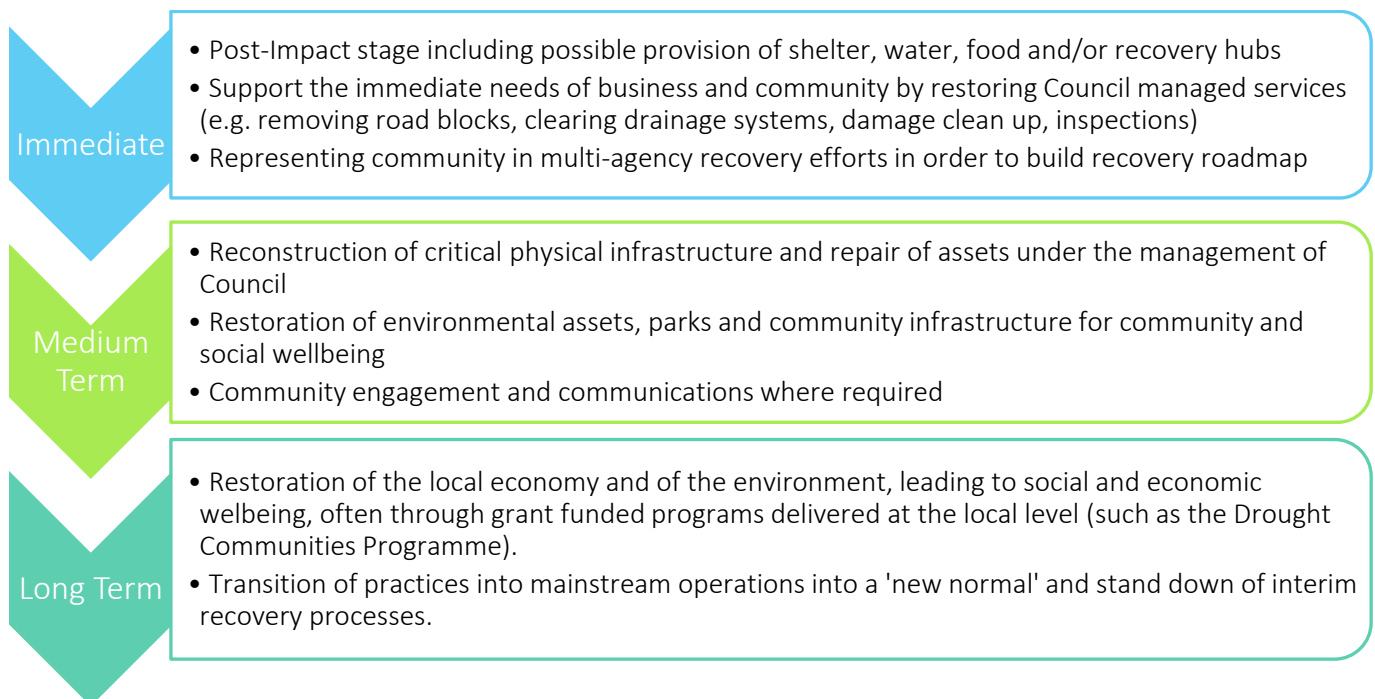 Immediate
• Post-Impact stage including possible provision of shelter, water, food and/or recovery hubs
• Support the immediate needs of business and community by restoring Council managed services
(e.g. removing road blocks, clearing drainage systems, damage clean up, inspections)
• Representing community in multi-agency recovery efforts in order to build recovery roadmap
Medium
Term
• Reconstruction of critical physical infrastructure and repair of assets under the management of
Council
• Restoration of environmental assets, parks and community infrastructure for community and
social wellbeing
• Community engagement and communications where required
Long Term
• Restoration of the local economy and of the environment, leading to social and economic
welbeing, often through grant funded programs delivered at the local level (such as the Drought
Communities Programme).
• Transition of practices into mainstream operations into a 'new normal' and stand down of interim
recovery processes.